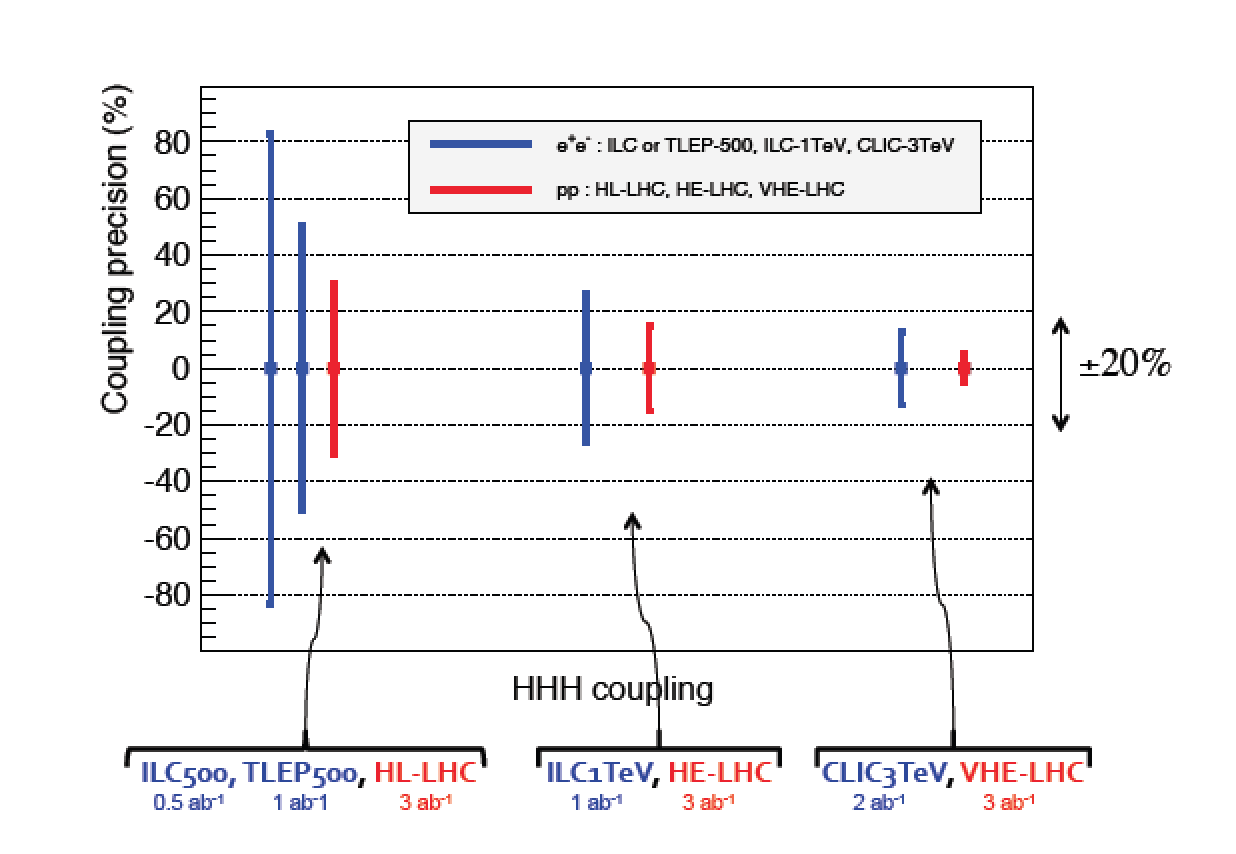 Coupling precision (%)
80
60
40
20
0
-20
-40
-60
-80
e⁺e⁻ : ILC or TLEP-500, ILC-1TeV, CLIC-3TeV
pp : HL-LHC, HE-LHC, VHE-LHC
±20%
HHH coupling
ILC500, TLEP500, HL-LHC
0.5 ab⁻¹ 1 ab⁻¹ 3 ab⁻¹
ILC1TeV, HE-LHC
1 ab⁻¹ 3 ab⁻¹
CLIC3TeV, VHE-LHC
2 ab⁻¹ 3 ab⁻¹